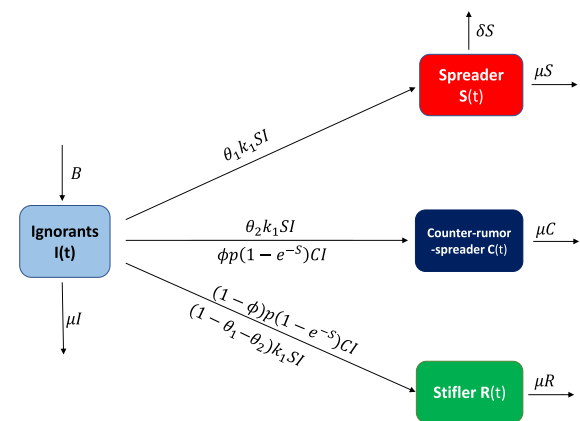 δS
Spreader
S(t)
μS
θ₁k₁SI
B
Ignorants
I(t)
θ₂k₁SI
ϕp(1 − e⁻ˢ)CI
Counter-rumor
-spreader C(t)
μC
μI
(1−ϕ)p(1 − e⁻ˢ)CI
(1 − θ₁−θ₂)k₁SI
Stifler R(t)
μR